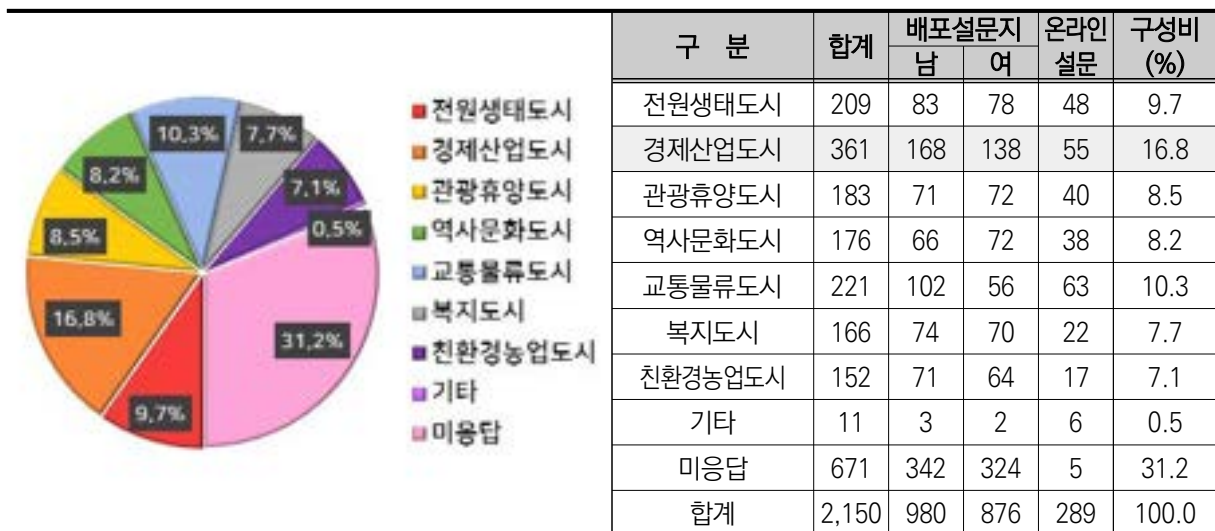 10,3%
7,7%
8,2%
7,1%
0,5%
8,5%
16,8%
31,2%
9,7%
전원생태도시
경제산업도시
관광휴양도시
역사문화도시
교통물류도시
복지도시
친환경농업도시
기타
미응답
구 분 합계 배포설문지 온라인 설문 구성비 (%)
남 여
전원생태도시 209 83 78 48 9.7
경제산업도시 361 168 138 55 16.8
관광휴양도시 183 71 72 40 8.5
역사문화도시 176 66 72 38 8.2
교통물류도시 221 102 56 63 10.3
복지도시 166 74 70 22 7.7
친환경농업도시 152 71 64 17 7.1
기타 11 3 2 6 0.5
미응답 671 342 324 5 31.2
합계 2,150 980 876 289 100.0